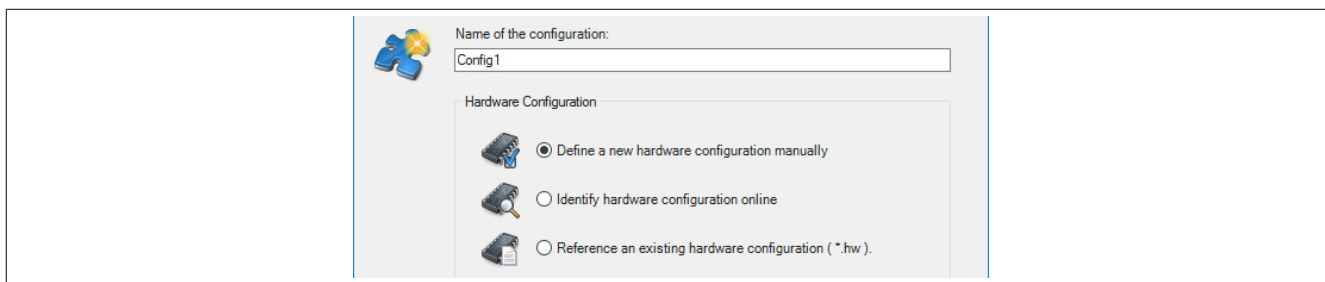 Name of the configuration:
Config1
Hardware Configuration
Define a new hardware configuration manually
Identify hardware configuration online
Reference an existing hardware configuration ( *.hw ).